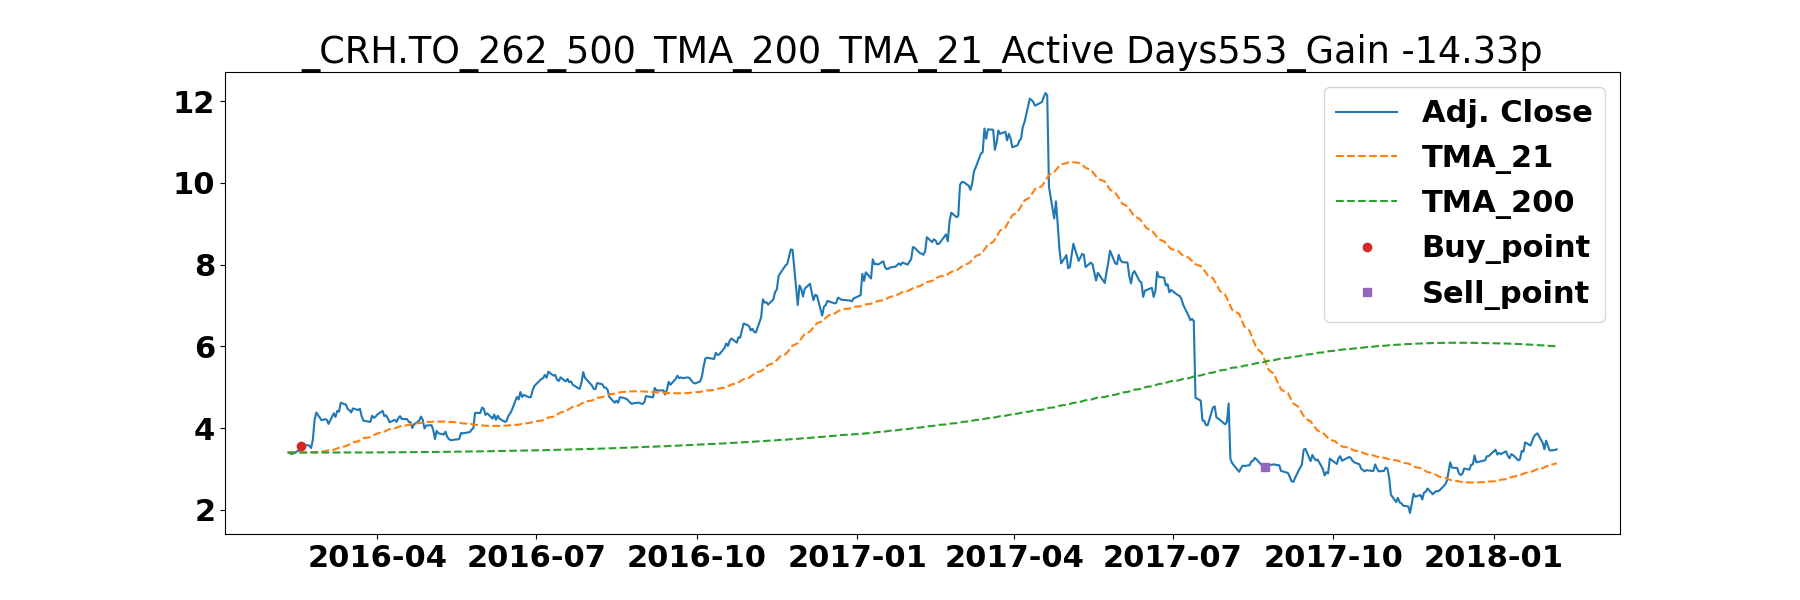 _CRH.TO_262_500_TMA_200_TMA_21_Active Days553_Gain -14.33p
12
10
8
6
4
2
Adj. Close
TMA_21
TMA_200
Buy_point
Sell_point
2016-04 2016-07 2016-10 2017-01 2017-04 2017-07 2017-10 2018-01